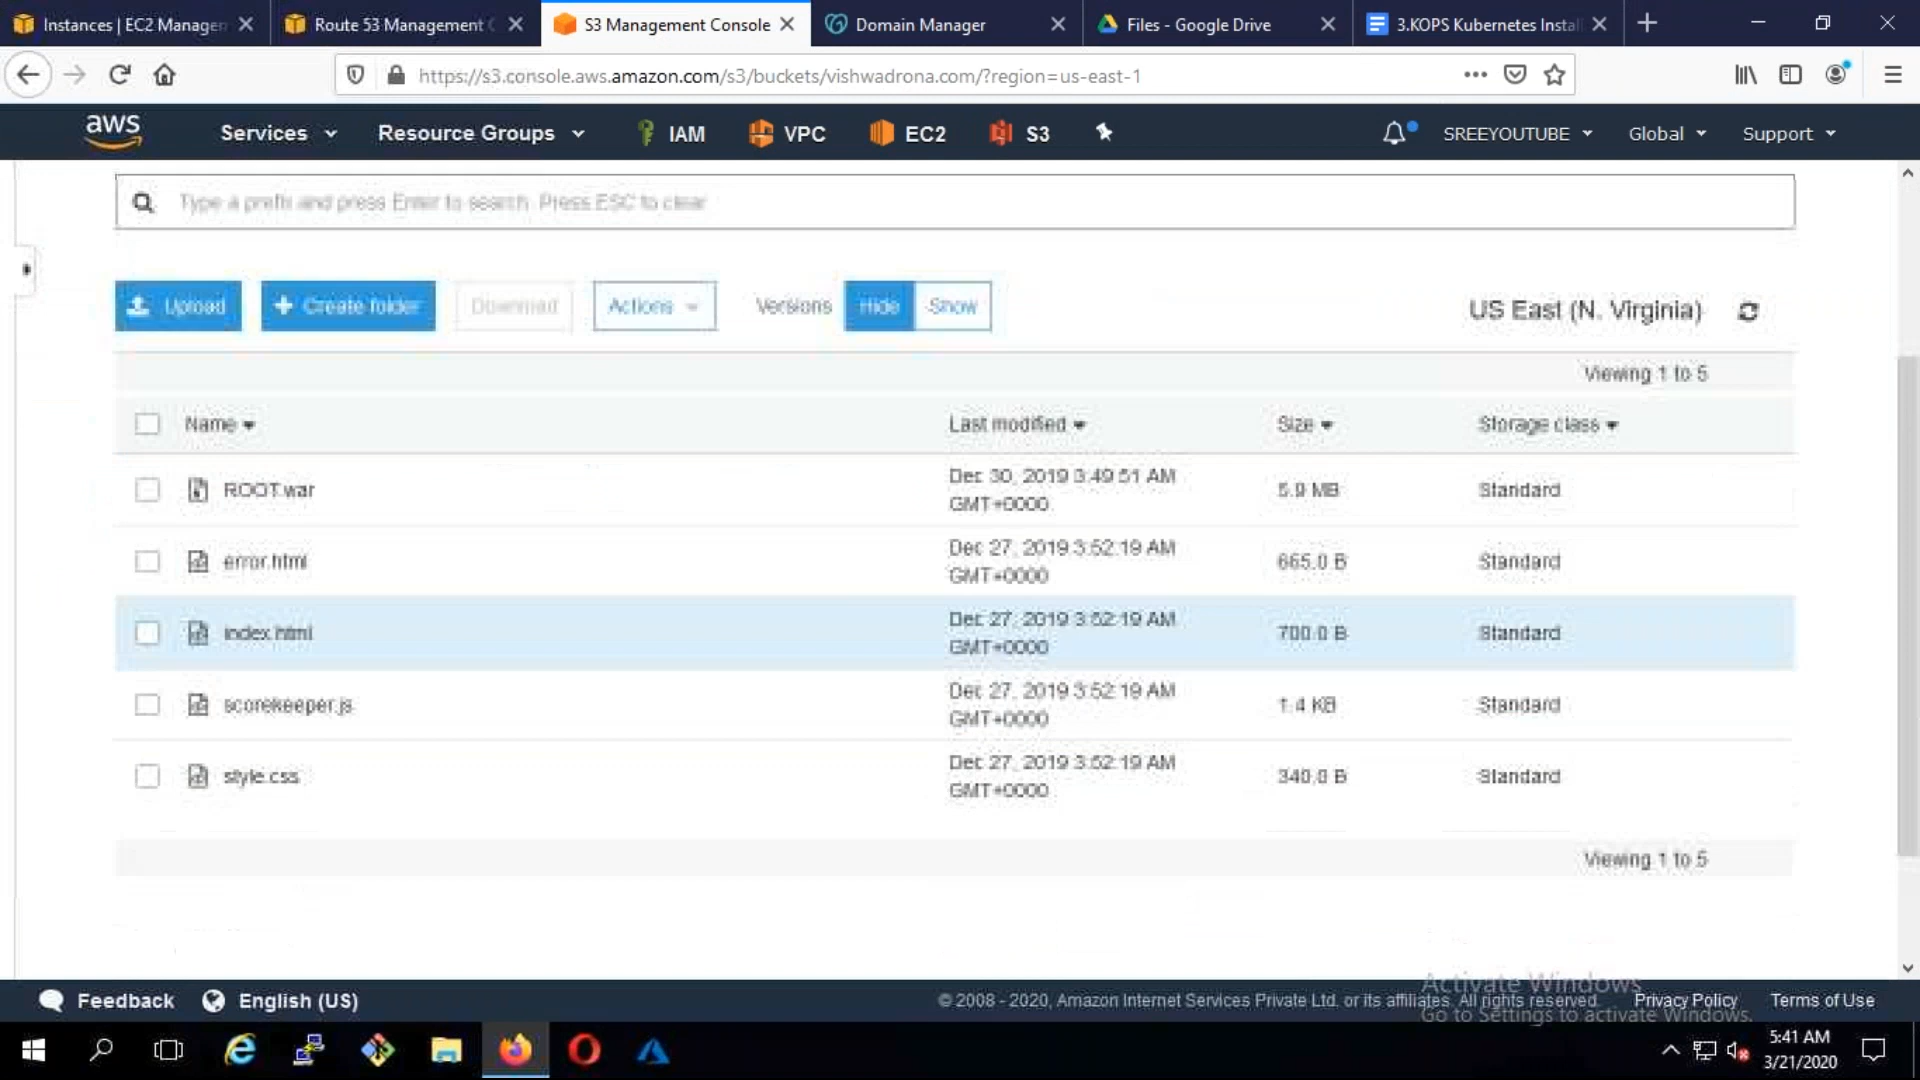 Instances | EC2 Managem
Route 53 Management C
S3 Management Console
Domain Manager
Files - Google Drive
3.KOPS Kubernetes Instal
https://s3.console.aws.amazon.com/s3/buckets/vishwadrona.com/?region=us-east-1
aws
Services
Resource Groups
IAM
VPC
EC2
S3
SREEYOUTUBE
Global
Support
Type a prefix and press Enter to search. Press ESC to clear.
Upload
Create folder
Download
Actions
Versions
Hide
Show
US East (N. Virginia)
Viewing 1 to 5
Name
Last modified
Size
Storage class
ROOT.war
Dec 30, 2019 3:49:51 AM
GMT+0000
5.9 MB
Standard
error.html
Dec 27, 2019 3:52:19 AM
GMT+0000
665.0 B
Standard
index.html
Dec 27, 2019 3:52:19 AM
GMT+0000
700.0 B
Standard
scorekeeper.js
Dec 27, 2019 3:52:19 AM
GMT+0000
1.4 KB
Standard
style.css
Dec 27, 2019 3:52:19 AM
GMT+0000
340.0 B
Standard
Viewing 1 to 5
Activate Windows
Go to Settings to activate Windows.
Feedback
English (US)
© 2008 - 2020, Amazon Internet Services Private Ltd. or its affiliates. All rights reserved.
Privacy Policy
Terms of Use
5:41 AM
3/21/2020